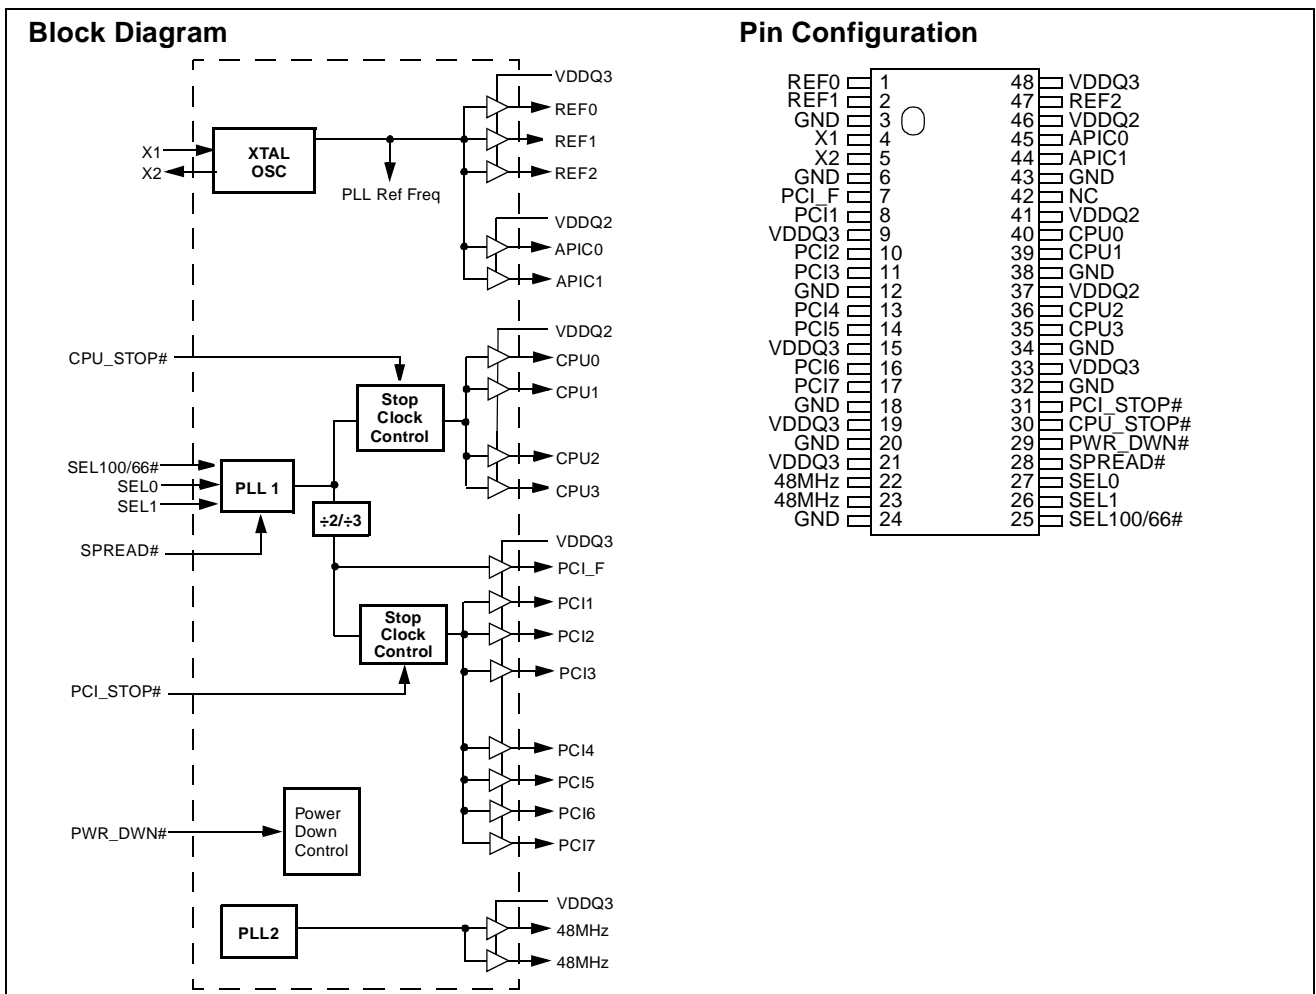 Block Diagram
VDDQ3
REF0
REF1
REF2
X1
X2
XTAL
OSC
PLL Ref Freq
VDDQ2
APIC0
APIC1
VDDQ2
CPU_STOP#
CPU0
CPU1
Stop
Clock
Control
CPU2
CPU3
SEL100/66#
SEL0
SEL1
PLL 1
÷2/÷3
SPREAD#
VDDQ3
PCI_F
PCI1
Stop
Clock
Control
PCI2
PCI3
PCI_STOP#
PCI4
PCI5
PCI6
PCI7
PWR_DWN#
Power
Down
Control
VDDQ3
PLL2
48MHz
48MHz
Pin Configuration
REF0 1 48 VDDQ3
REF1 2 47 REF2
GND 3 46 VDDQ2
X1 4 45 APIC0
X2 5 44 APIC1
GND 6 43 GND
PCI_F 7 42 NC
PCI1 8 41 VDDQ2
VDDQ3 9 40 CPU0
PCI2 10 39 CPU1
PCI3 11 38 GND
GND 12 37 VDDQ2
PCI4 13 36 CPU2
PCI5 14 35 CPU3
VDDQ3 15 34 GND
PCI6 16 33 VDDQ3
PCI7 17 32 GND
GND 18 31 PCI_STOP#
VDDQ3 19 30 CPU_STOP#
GND 20 29 PWR_DWN#
VDDQ3 21 28 SPREAD#
48MHz 22 27 SEL0
48MHz 23 26 SEL1
GND 24 25 SEL100/66#